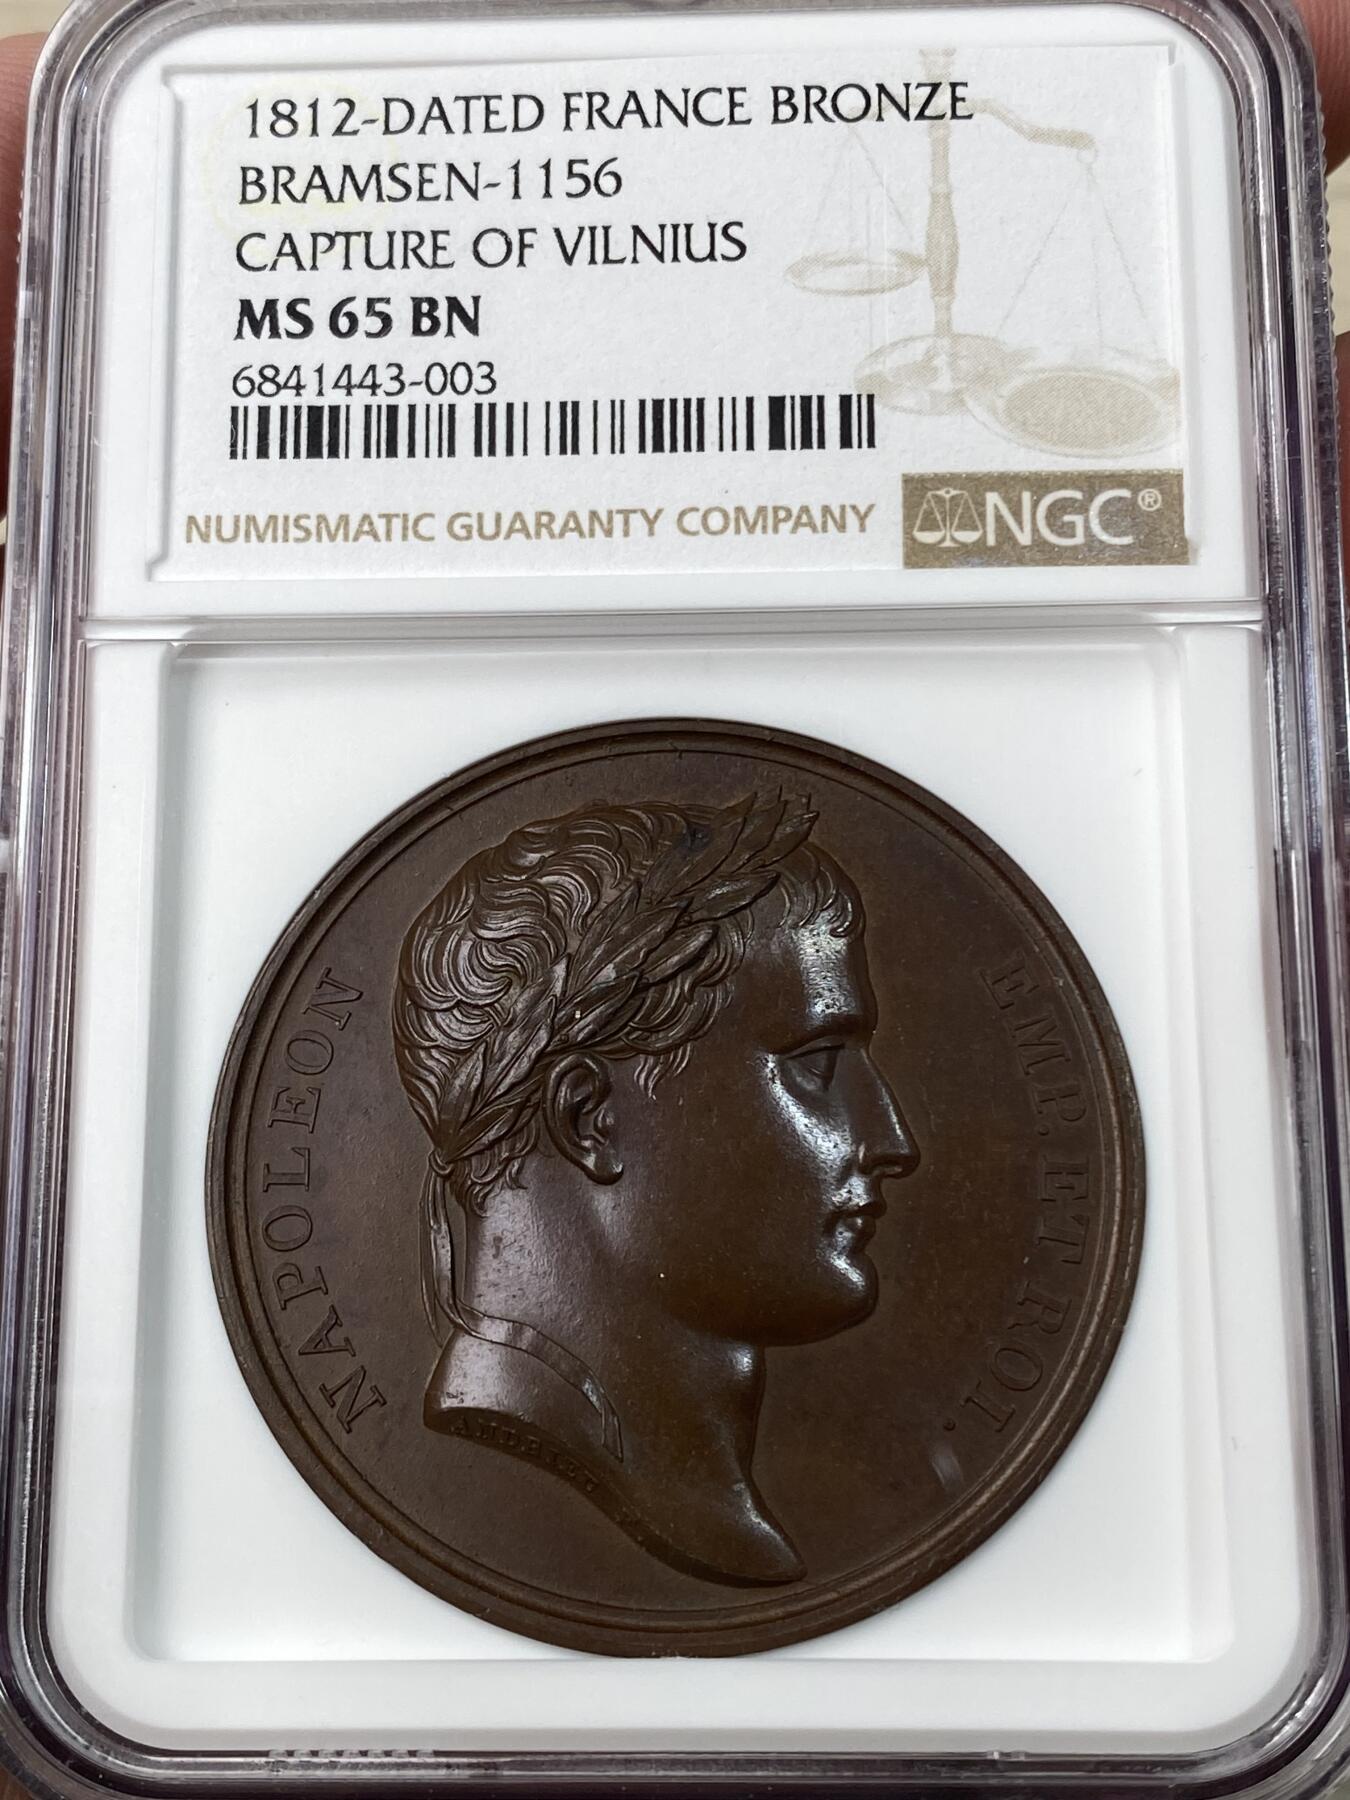 1812-DATED FRANCE BRONZE
BRAMSEN-1156
CAPTURE OF VILNIUS
MS 65 BN
6841443-003
NUMISMATIC GUARANTY COMPANY
NGC®
NAPOLEON
EMP. ET ROI.
ANDRIEU F.